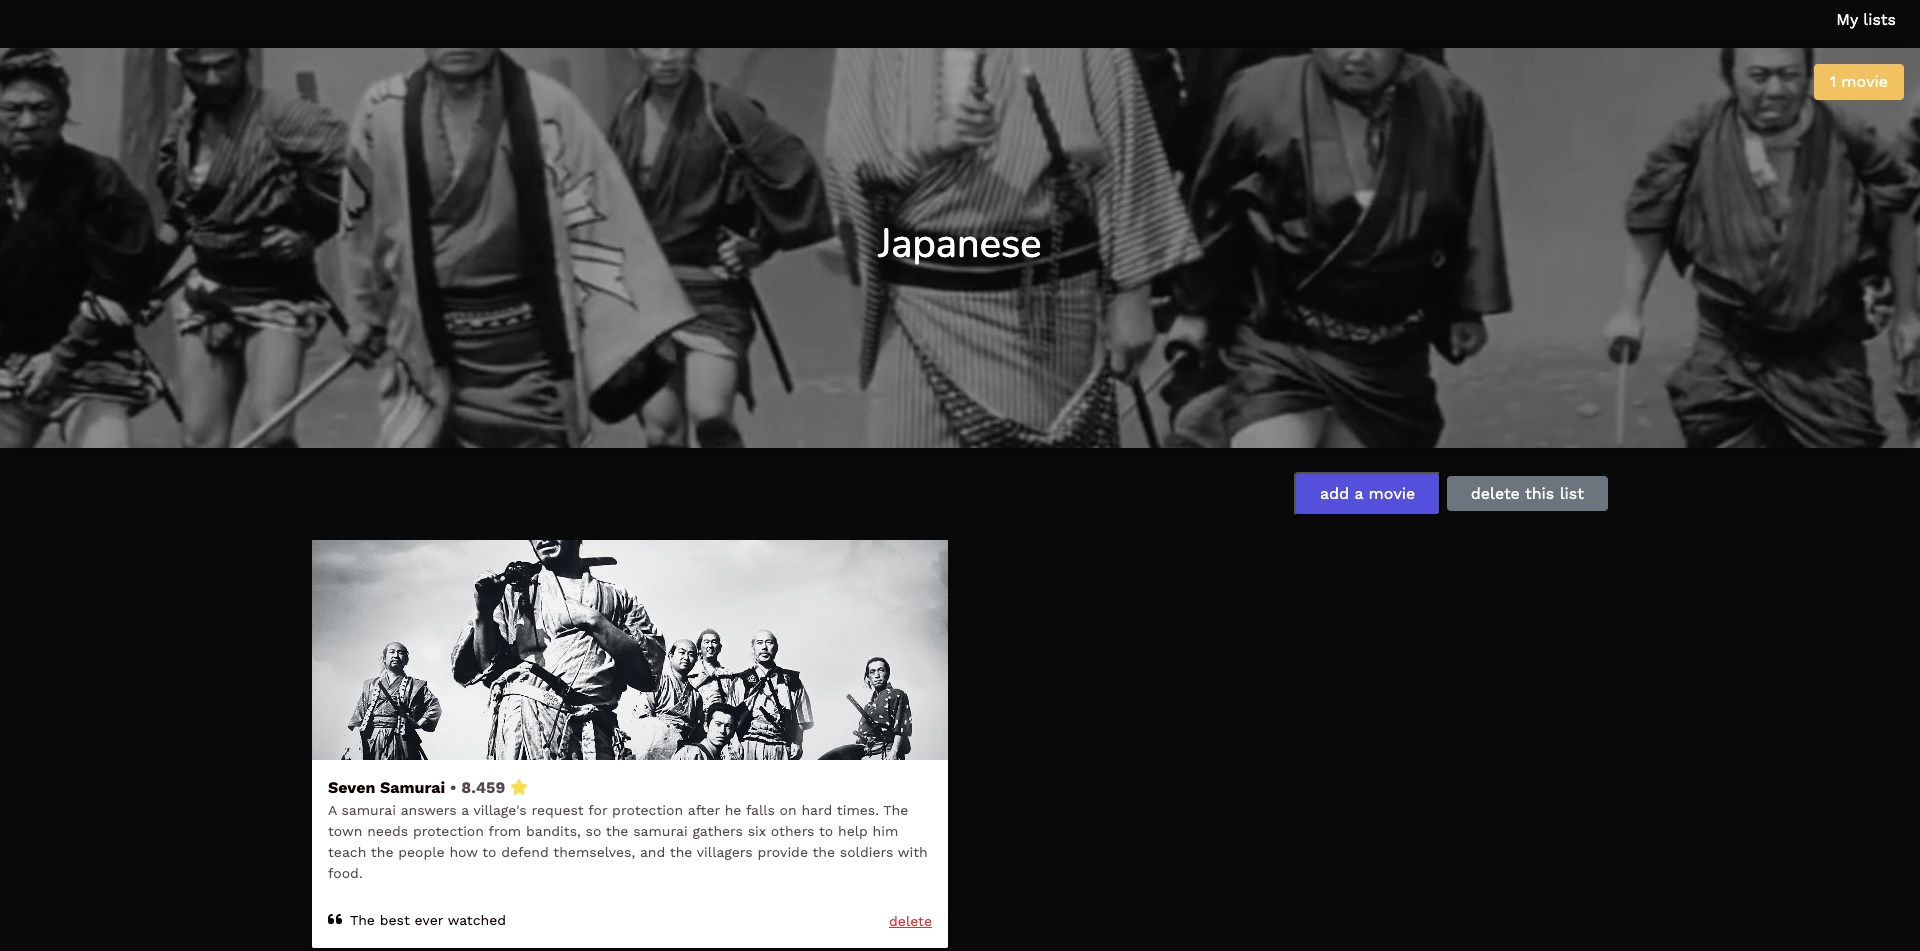 My lists
1 movie
Japanese
add a movie
delete this list
Seven Samurai • 8.459
A samurai answers a village's request for protection after he falls on hard times. The
town needs protection from bandits, so the samurai gathers six others to help him
teach the people how to defend themselves, and the villagers provide the soldiers with
food.
❝ The best ever watched
delete